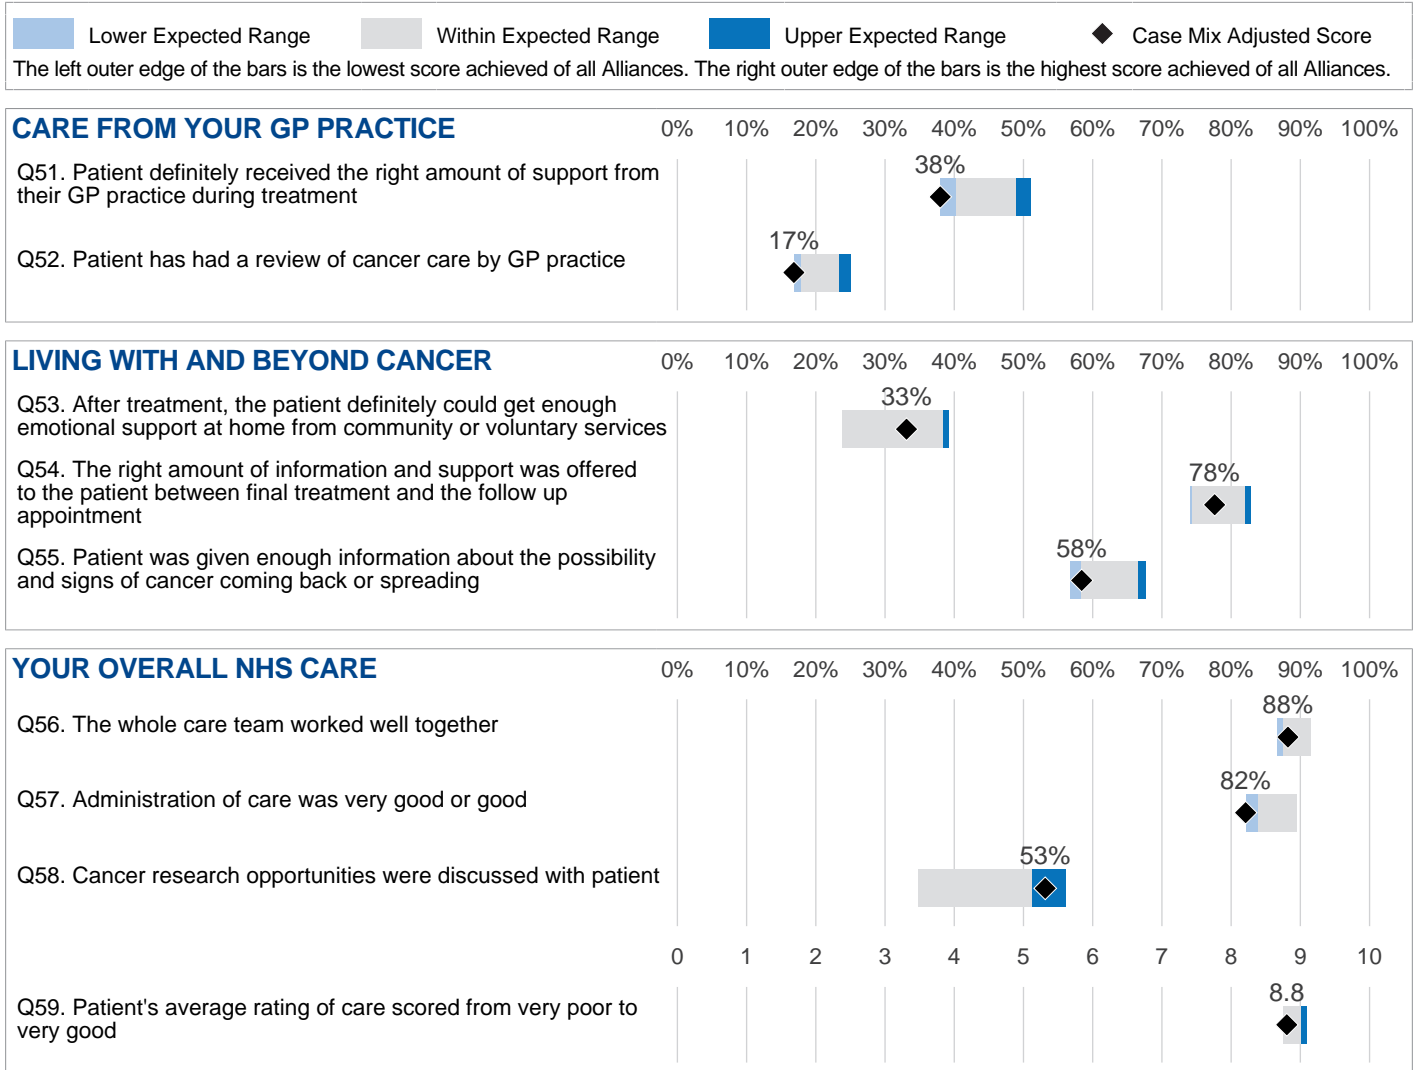 Lower Expected Range Within Expected Range Upper Expected Range Case Mix Adjusted Score
The left outer edge of the bars is the lowest score achieved of all Alliances. The right outer edge of the bars is the highest score achieved of all Alliances.
CARE FROM YOUR GP PRACTICE 0% 10% 20% 30% 40% 50% 60% 70% 80% 90% 100%
38%
Q51. Patient definitely received the right amount of support from
their GP practice during treatment
17%
Q52. Patient has had a review of cancer care by GP practice
LIVING WITH AND BEYOND CANCER 0% 10% 20% 30% 40% 50% 60% 70% 80% 90% 100%
33%
Q53. After treatment, the patient definitely could get enough
emotional support at home from community or voluntary services
78%
Q54. The right amount of information and support was offered
to the patient between final treatment and the follow up
appointment
58%
Q55. Patient was given enough information about the possibility
and signs of cancer coming back or spreading
YOUR OVERALL NHS CARE 0% 10% 20% 30% 40% 50% 60% 70% 80% 90% 100%
88%
Q56. The whole care team worked well together
82%
Q57. Administration of care was very good or good
53%
Q58. Cancer research opportunities were discussed with patient
0 1 2 3 4 5 6 7 8 9 10
8.8
Q59. Patient's average rating of care scored from very poor to
very good